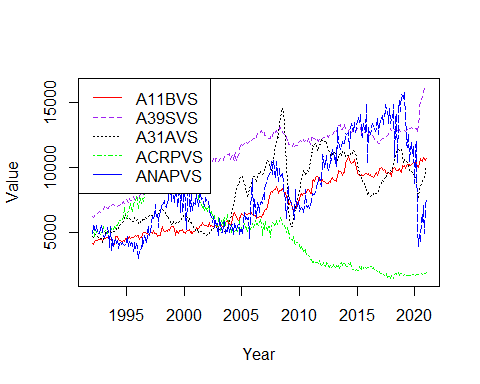 A11BVS
A39SVS
A31AVS
ACRPVS
ANAPVS
Value
5000
10000
15000
1995
2000
2005
2010
2015
2020
Year